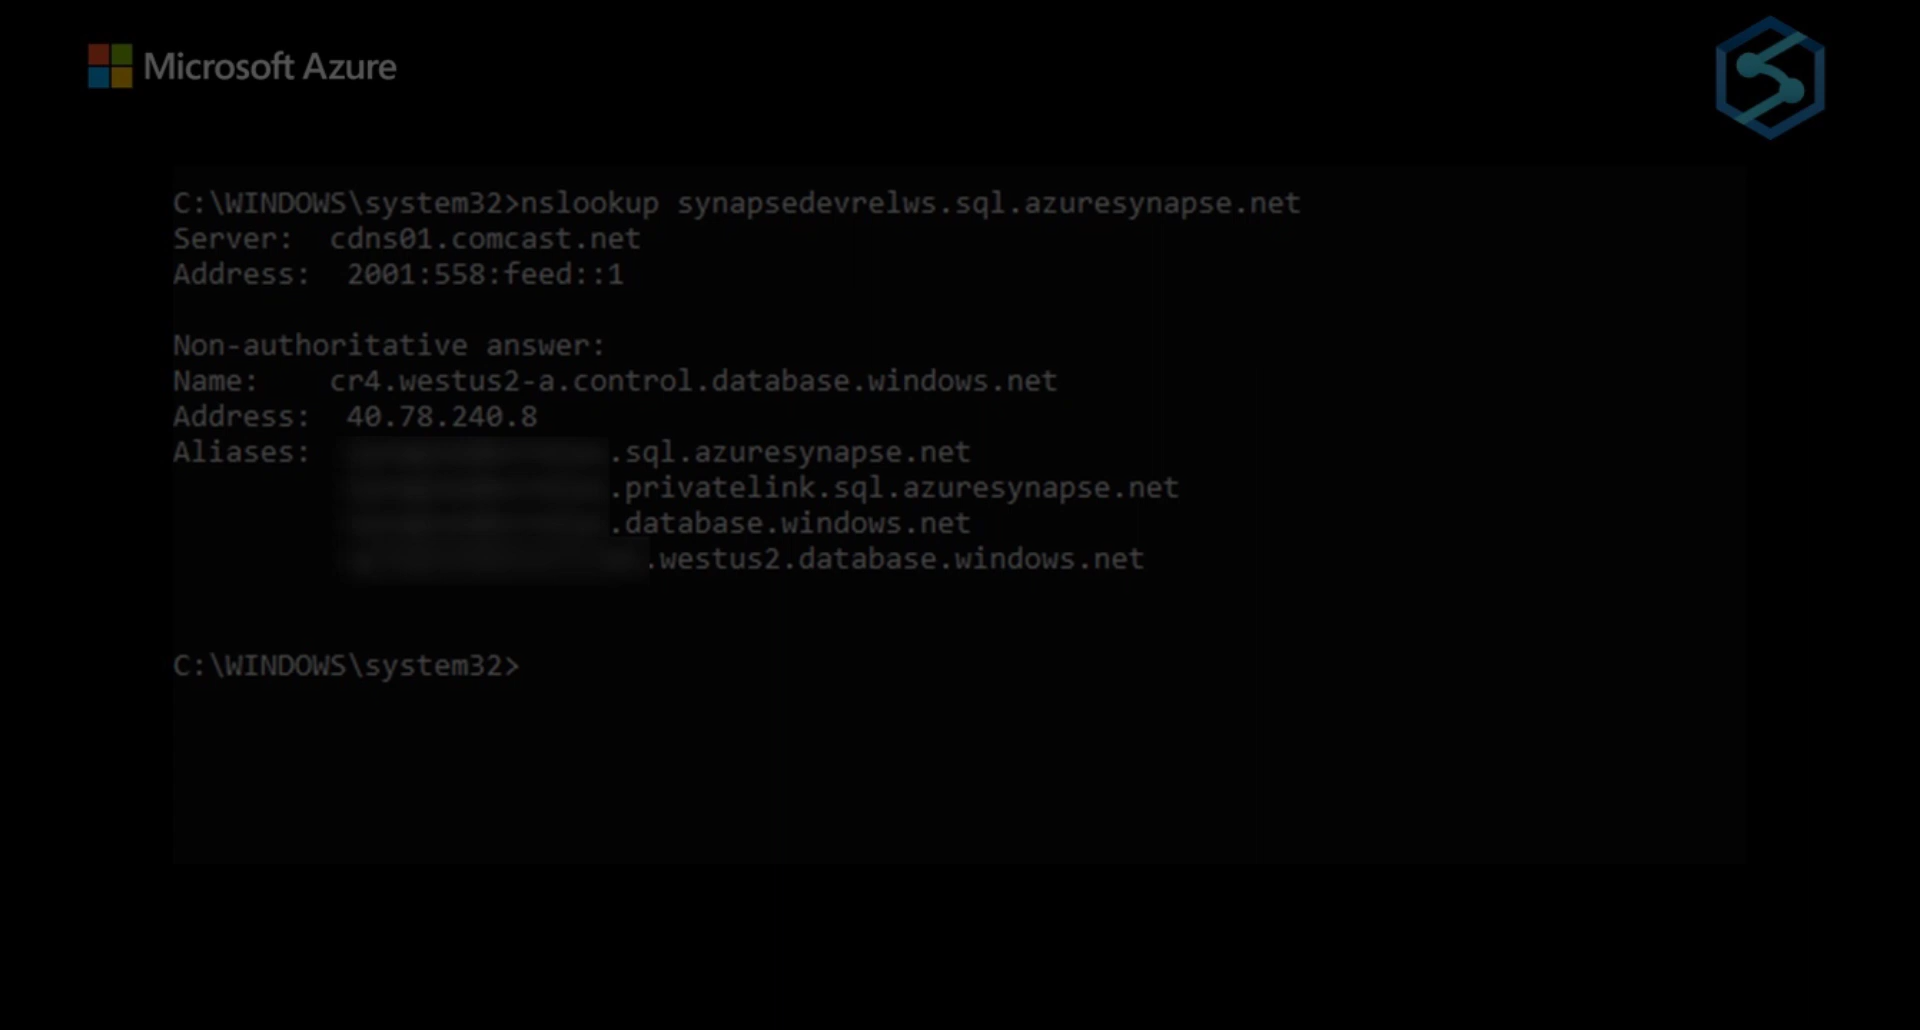 Microsoft Azure
C:\WINDOWS\system32>nslookup synapsedevrelws.sql.azuresynapse.net
Server:  cdns01.comcast.net
Address:  2001:558:feed::1
Non-authoritative answer:
Name:    cr4.westus2-a.control.database.windows.net
Address:  40.78.240.8
Aliases:  .sql.azuresynapse.net
.privatelink.sql.azuresynapse.net
.database.windows.net
.westus2.database.windows.net
C:\WINDOWS\system32>